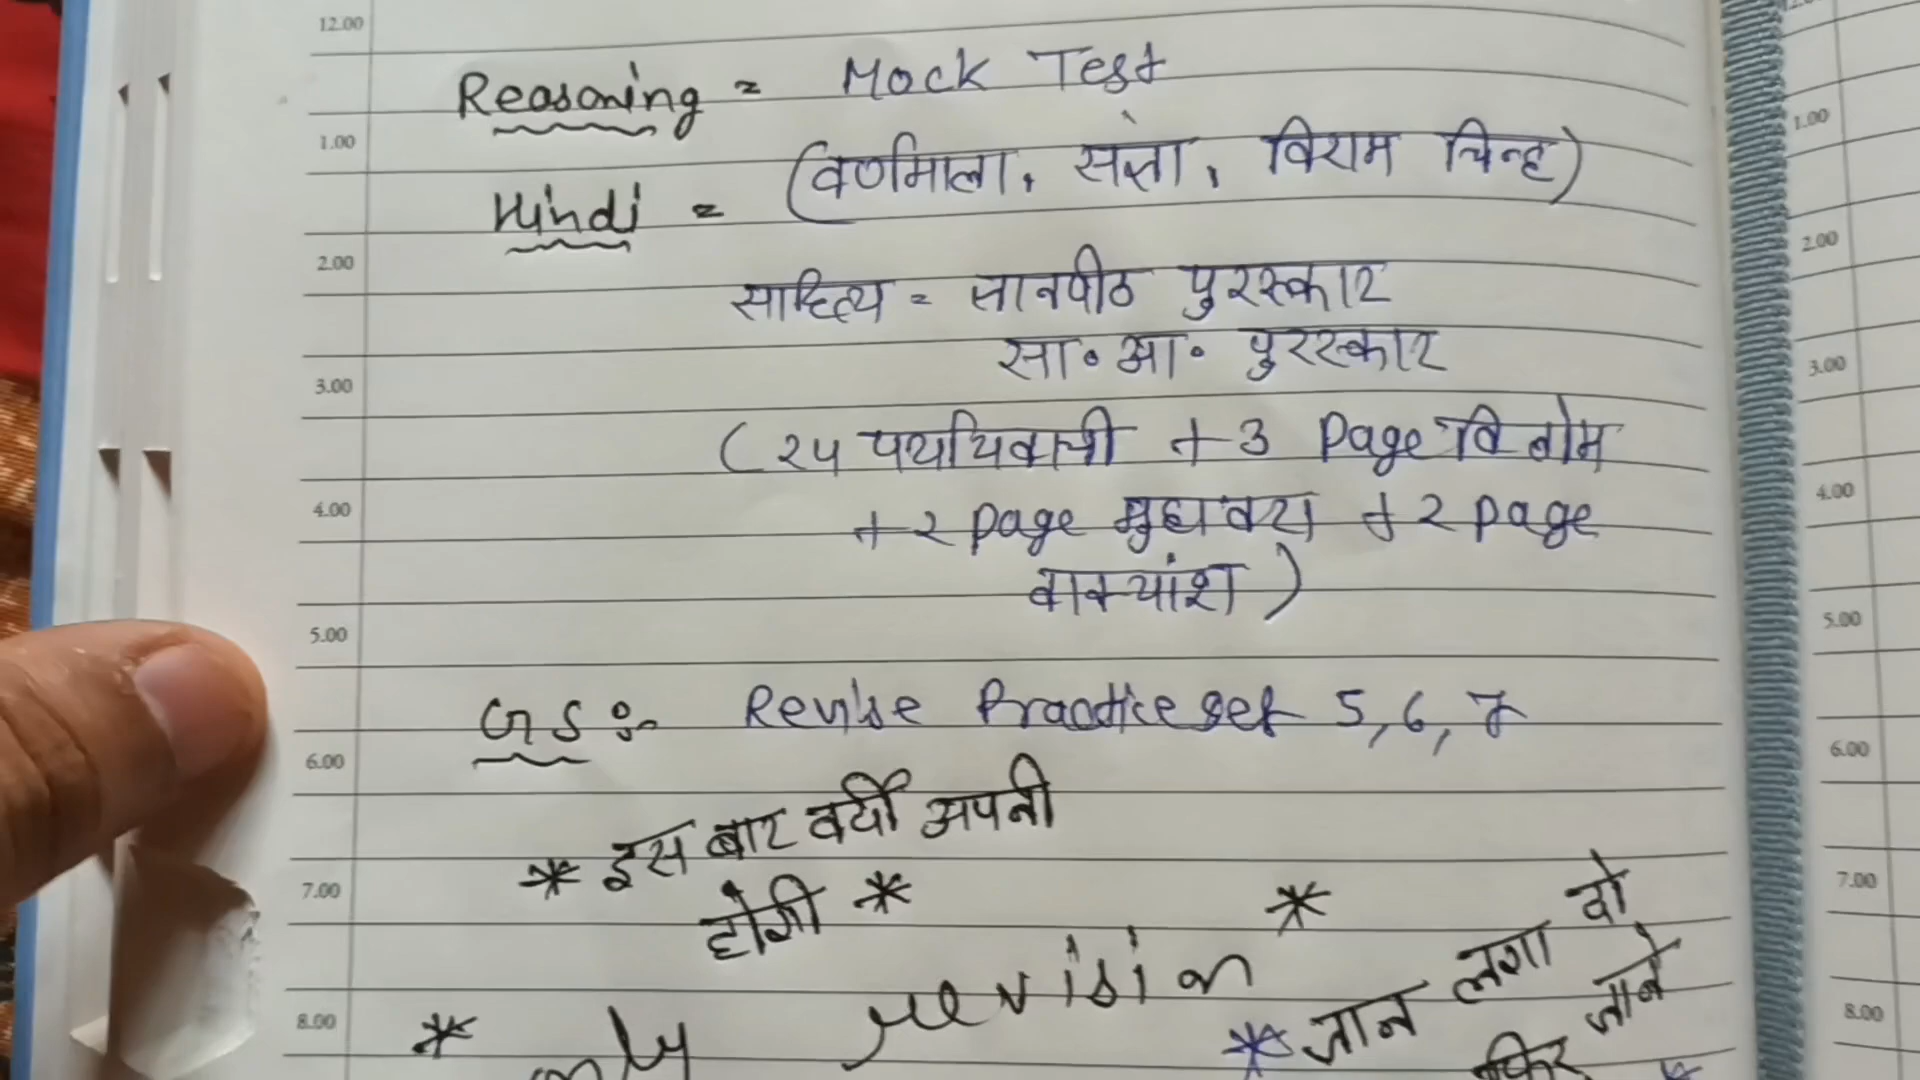 12.00
Reasoning = Mock Test
1.00
Hindi = (वर्णमाला, संज्ञा, विराम चिन्ह)
2.00
साहित्य = ज्ञानपीठ पुरस्कार
सा० आ० पुरस्कार
3.00
(24 पर्यायवाची + 3 Page विलोम
4.00
+ 2 page मुहावरा + 2 page
वाक्यांश)
5.00
GS :- Revise Practice set 5, 6, 7
6.00
* इस बार वर्दी अपनी
होगी *
7.00
* only revision *
* जान लगा दो
फिर जाने
8.00
1.00
2.00
3.00
4.00
5.00
6.00
7.00
8.00